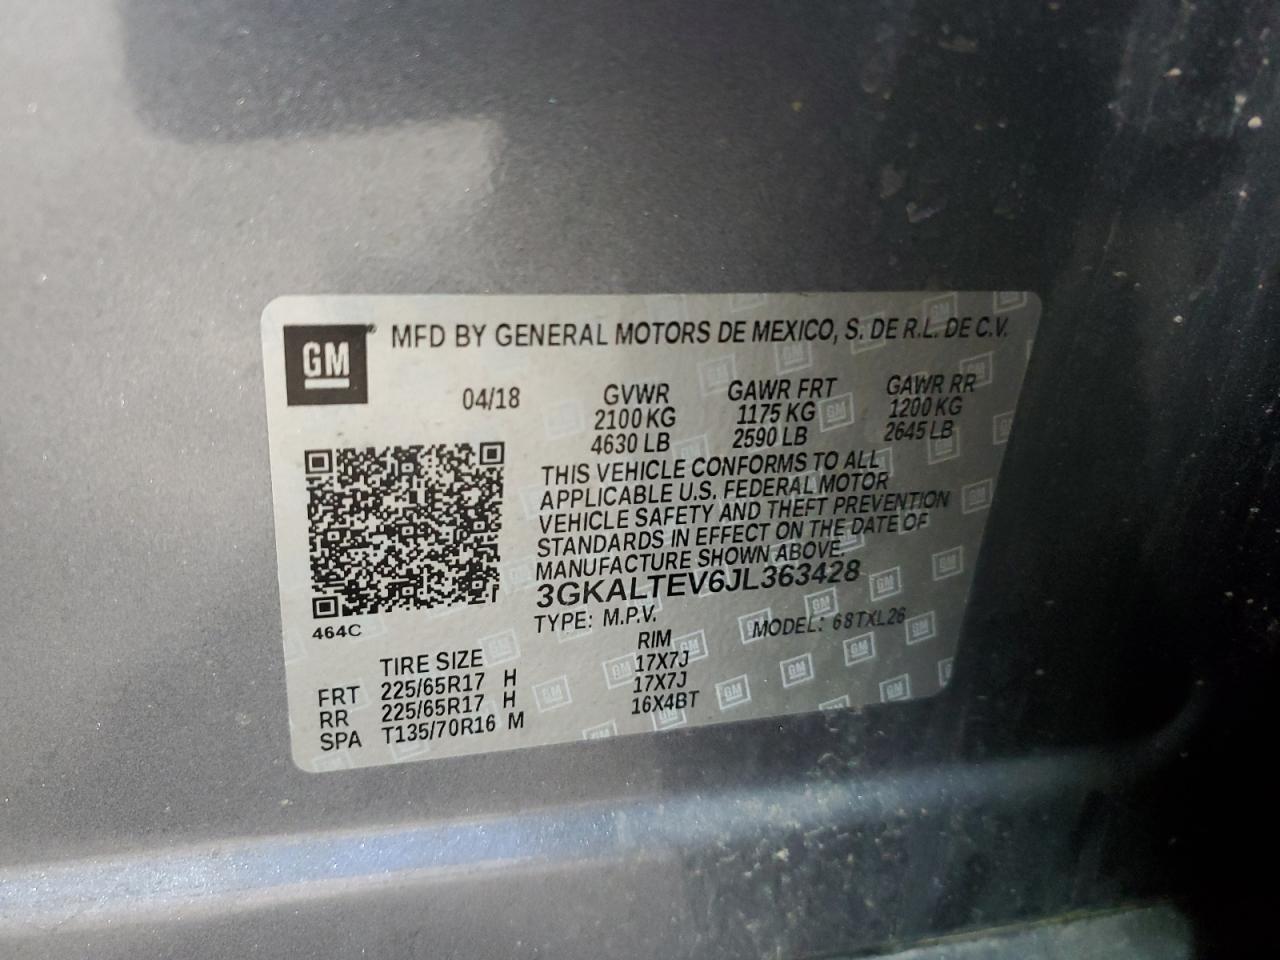 GM ® MFD BY GENERAL MOTORS DE MEXICO, S. DE R.L. DE C.V.
04/18 GVWR GAWR FRT GAWR RR
2100 KG 1175 KG 1200 KG
4630 LB 2590 LB 2645 LB
THIS VEHICLE CONFORMS TO ALL
APPLICABLE U.S. FEDERAL MOTOR
VEHICLE SAFETY AND THEFT PREVENTION
STANDARDS IN EFFECT ON THE DATE OF
MANUFACTURE SHOWN ABOVE.
3GKALTEV6JL363428
464C
TYPE: M.P.V. MODEL: 68TXL26
TIRE SIZE RIM
FRT 225/65R17 H 17X7J
RR 225/65R17 H 17X7J
SPA T135/70R16 M 16X4BT